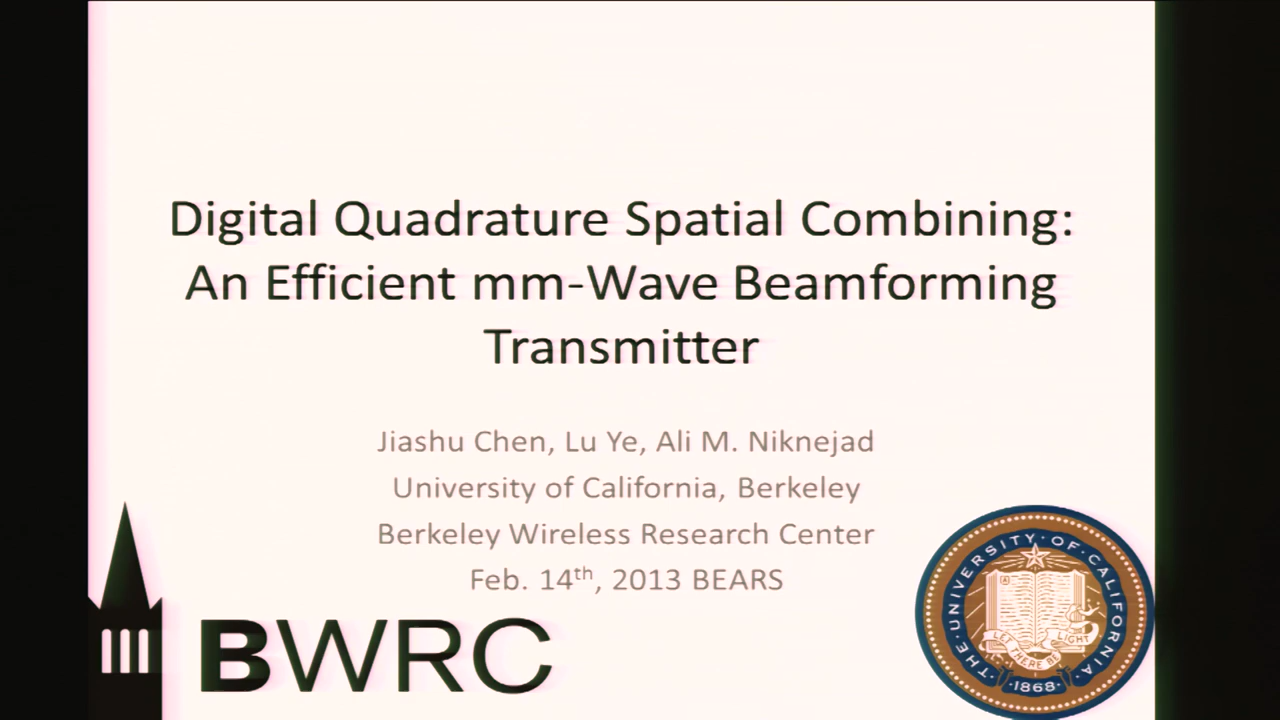 Digital Quadrature Spatial Combining:
An Efficient mm-Wave Beamforming
Transmitter
Jiashu Chen, Lu Ye, Ali M. Niknejad
University of California, Berkeley
Berkeley Wireless Research Center
Feb. 14th, 2013 BEARS
BWRC
THE · UNIVERSITY · OF · CALIFORNIA
A
LET THERE BE LIGHT
·1868·